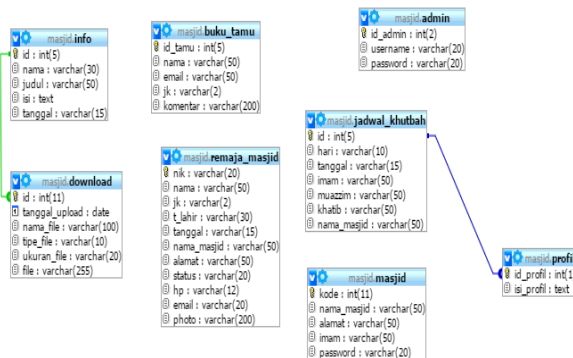 masjid.info
id : int(5)
nama : varchar(30)
judul : varchar(50)
isi : text
tanggal : varchar(15)
masjid.buku_tamu
id_tamu : int(5)
nama : varchar(50)
email : varchar(50)
jk : varchar(2)
komentar : varchar(200)
masjid.admin
id_admin : int(2)
username : varchar(20)
password : varchar(20)
masjid.download
id : int(11)
tanggal_upload : date
nama_file : varchar(100)
tipe_file : varchar(10)
ukuran_file : varchar(20)
file : varchar(255)
masjid.remaja_masjid
nik : varchar(20)
nama : varchar(50)
jk : varchar(2)
t_lahir : varchar(30)
tanggal : varchar(15)
nama_masjid : varchar(50)
alamat : varchar(50)
status : varchar(20)
hp : varchar(12)
email : varchar(20)
photo : varchar(200)
masjid.jadwal_khutbah
id : int(5)
hari : varchar(10)
tanggal : varchar(15)
imam : varchar(50)
muazzim : varchar(50)
khatib : varchar(50)
nama_masjid : varchar(50)
masjid.masjid
kode : int(11)
nama_masjid : varchar(50)
alamat : varchar(50)
imam : varchar(50)
password : varchar(20)
masjid.profil
id_profil : int(1
isi_profil : text